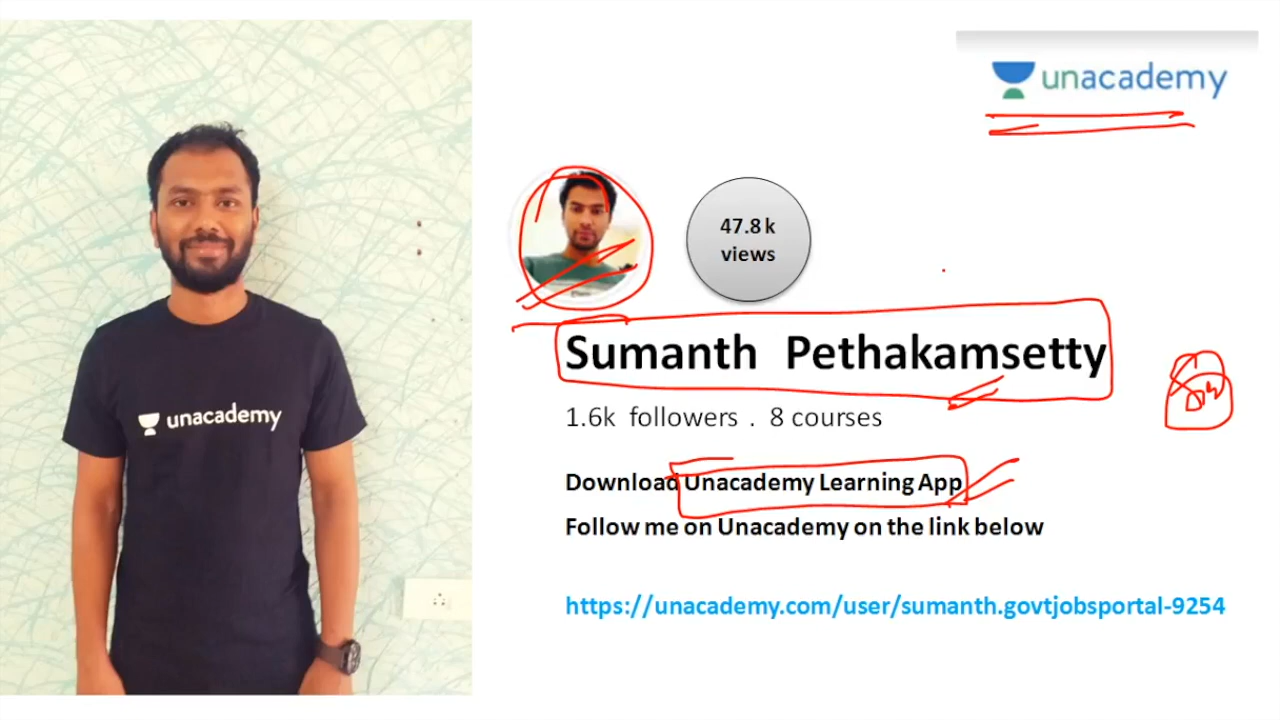 unacademy
unacademy
47.8k
views
Sumanth Pethakamsetty
1.6k followers . 8 courses
Download Unacademy Learning App
Follow me on Unacademy on the link below
https://unacademy.com/user/sumanth.govtjobsportal-9254